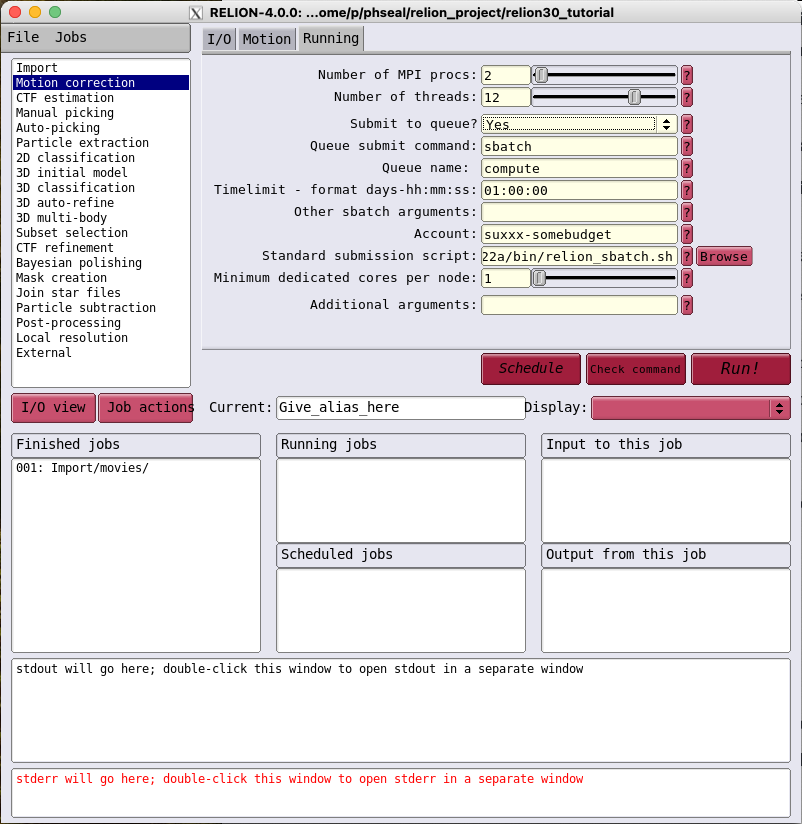 RELION-4.0.0: ...ome/p/phseal/relion_project/relion30_tutorial
File Jobs
I/O Motion Running
Import
Motion correction
CTF estimation
Manual picking
Auto-picking
Particle extraction
2D classification
3D initial model
3D classification
3D auto-refine
3D multi-body
Subset selection
CTF refinement
Bayesian polishing
Mask creation
Join star files
Particle subtraction
Post-processing
Local resolution
External
Number of MPI procs: 2 ?
Number of threads: 12 ?
Submit to queue? Yes ?
Queue submit command: sbatch ?
Queue name: compute ?
Timelimit - format days-hh:mm:ss: 01:00:00 ?
Other sbatch arguments: ?
Account: suxxx-somebudget ?
Standard submission script: 22a/bin/relion_sbatch.sh ? Browse
Minimum dedicated cores per node: 1 ?
Additional arguments: ?
Schedule Check command Run!
I/O view Job actions Current: Give_alias_here Display:
Finished jobs
001: Import/movies/
Running jobs
Scheduled jobs
Input to this job
Output from this job
stdout will go here; double-click this window to open stdout in a separate window
stderr will go here; double-click this window to open stderr in a separate window